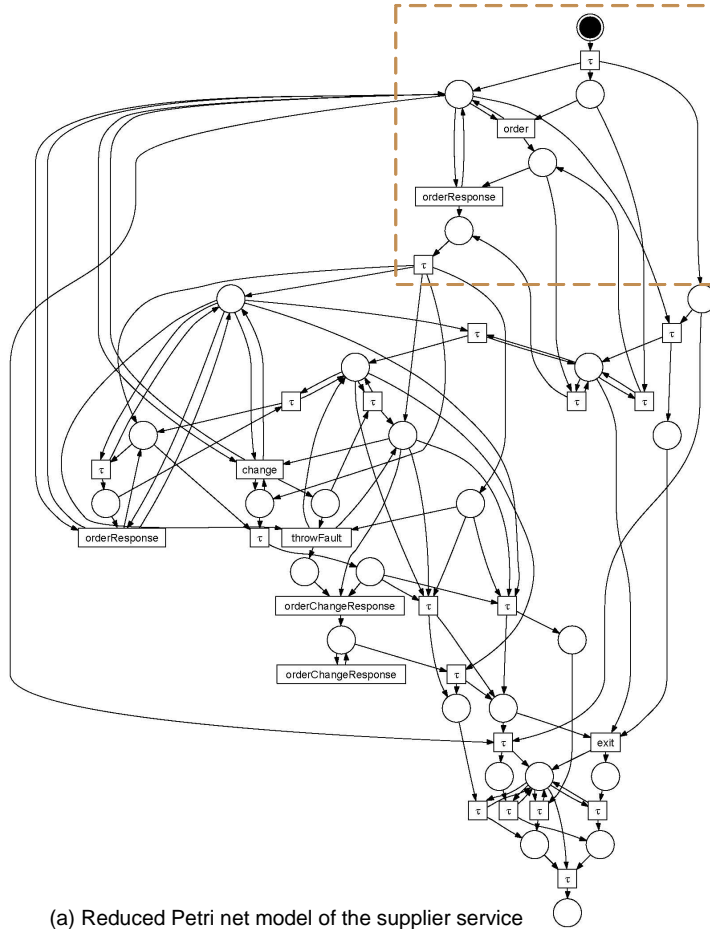 τ
order
orderResponse
τ
τ
τ
τ
τ
τ
τ
τ
change
orderResponse
τ
throwFault
orderChangeResponse
τ
τ
orderChangeResponse
τ
τ
exit
τ
τ
τ
τ
τ
(a) Reduced Petri net model of the supplier service